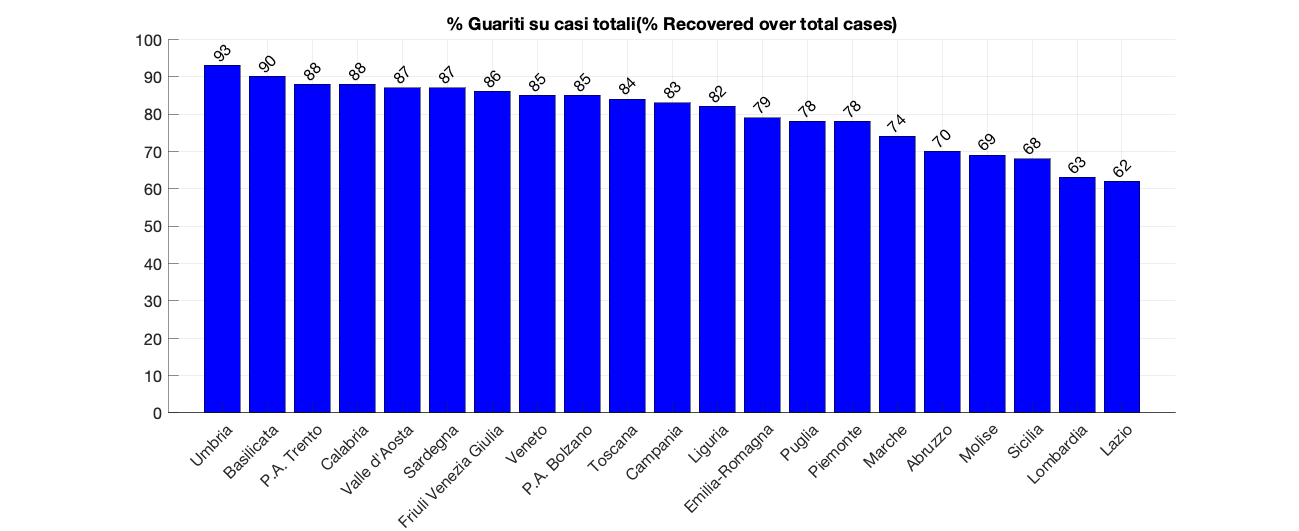 % Guariti su casi totali(% Recovered over total cases)
100
90
80
70
60
50
40
30
20
10
0
93
90
88
88
87
87
86
85
85
84
83
82
79
78
78
74
70
69
68
63
62
Umbria
Basilicata
P.A. Trento
Calabria
Valle d'Aosta
Sardegna
Friuli Venezia Giulia
Veneto
P.A. Bolzano
Toscana
Campania
Liguria
Emilia-Romagna
Puglia
Piemonte
Marche
Abruzzo
Molise
Sicilia
Lombardia
Lazio